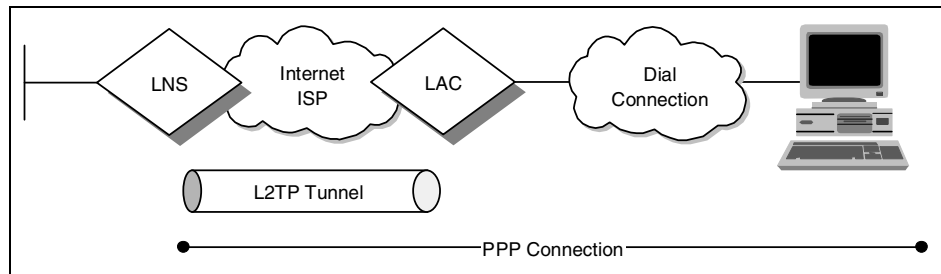 LNS
Internet
ISP
LAC
Dial
Connection
L2TP Tunnel
PPP Connection